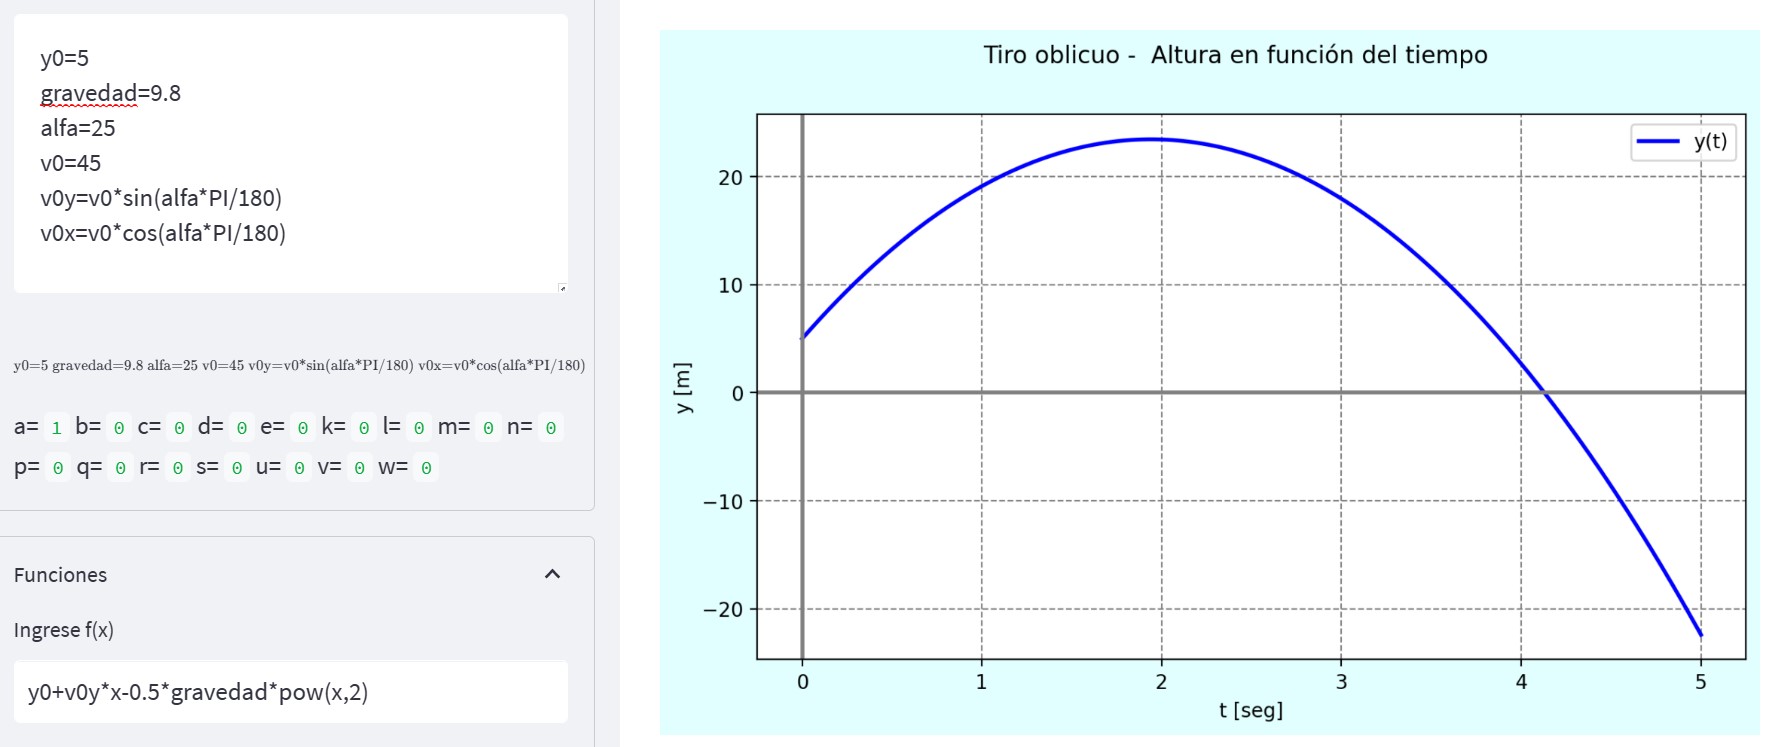 y0=5
gravedad=9.8
alfa=25
v0=45
v0y=v0*sin(alfa*PI/180)
v0x=v0*cos(alfa*PI/180)
y0=5 gravedad=9.8 alfa=25 v0=45 v0y=v0*sin(alfa*PI/180) v0x=v0*cos(alfa*PI/180)
a= 1 b= 0 c= 0 d= 0 e= 0 k= 0 l= 0 m= 0 n= 0
p= 0 q= 0 r= 0 s= 0 u= 0 v= 0 w= 0
Funciones
Ingrese f(x)
y0+v0y*x-0.5*gravedad*pow(x,2)
Tiro oblicuo -  Altura en función del tiempo
y(t)
20
10
0
−10
−20
y [m]
0 1 2 3 4 5
t [seg]